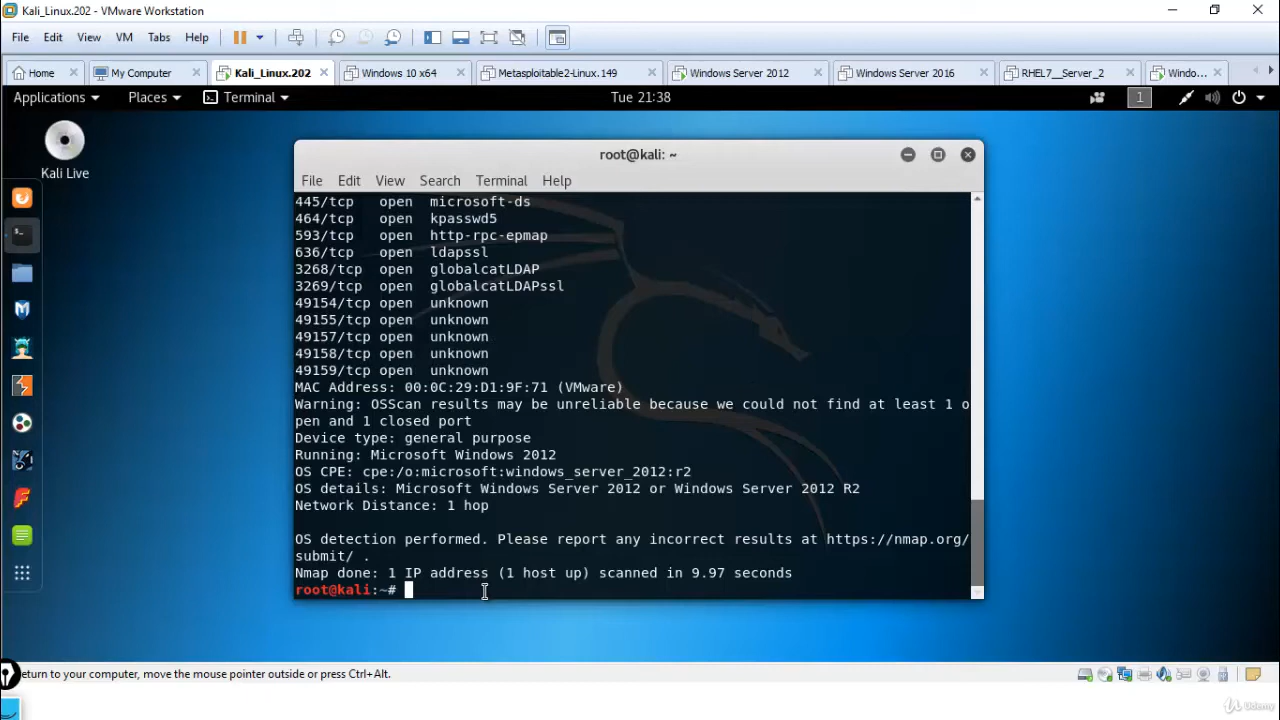 Kali_Linux.202 - VMware Workstation
File Edit View VM Tabs Help
Home My Computer Kali_Linux.202 Windows 10 x64 Metasploitable2-Linux.149 Windows Server 2012 Windows Server 2016 RHEL7__Server_2 Windo...
Applications Places Terminal Tue 21:38 1
Kali Live
root@kali: ~
File Edit View Search Terminal Help
445/tcp open microsoft-ds
464/tcp open kpasswd5
593/tcp open http-rpc-epmap
636/tcp open ldapssl
3268/tcp open globalcatLDAP
3269/tcp open globalcatLDAPssl
49154/tcp open unknown
49155/tcp open unknown
49157/tcp open unknown
49158/tcp open unknown
49159/tcp open unknown
MAC Address: 00:0C:29:D1:9F:71 (VMware)
Warning: OSScan results may be unreliable because we could not find at least 1 o
pen and 1 closed port
Device type: general purpose
Running: Microsoft Windows 2012
OS CPE: cpe:/o:microsoft:windows_server_2012:r2
OS details: Microsoft Windows Server 2012 or Windows Server 2012 R2
Network Distance: 1 hop
OS detection performed. Please report any incorrect results at https://nmap.org/
submit/ .
Nmap done: 1 IP address (1 host up) scanned in 9.97 seconds
root@kali:~#
eturn to your computer, move the mouse pointer outside or press Ctrl+Alt.
Udemy